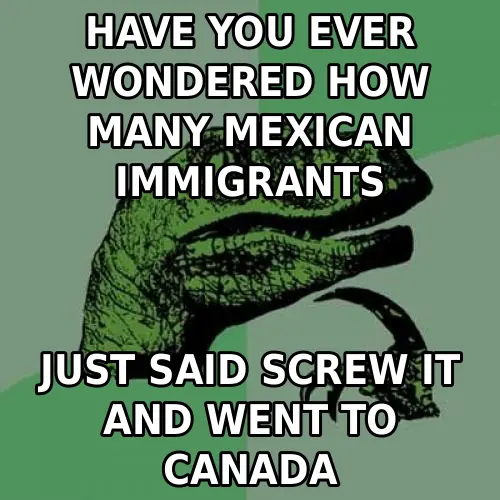 HAVE YOU EVER
WONDERED HOW
MANY MEXICAN
IMMIGRANTS
JUST SAID SCREW IT
AND WENT TO
CANADA